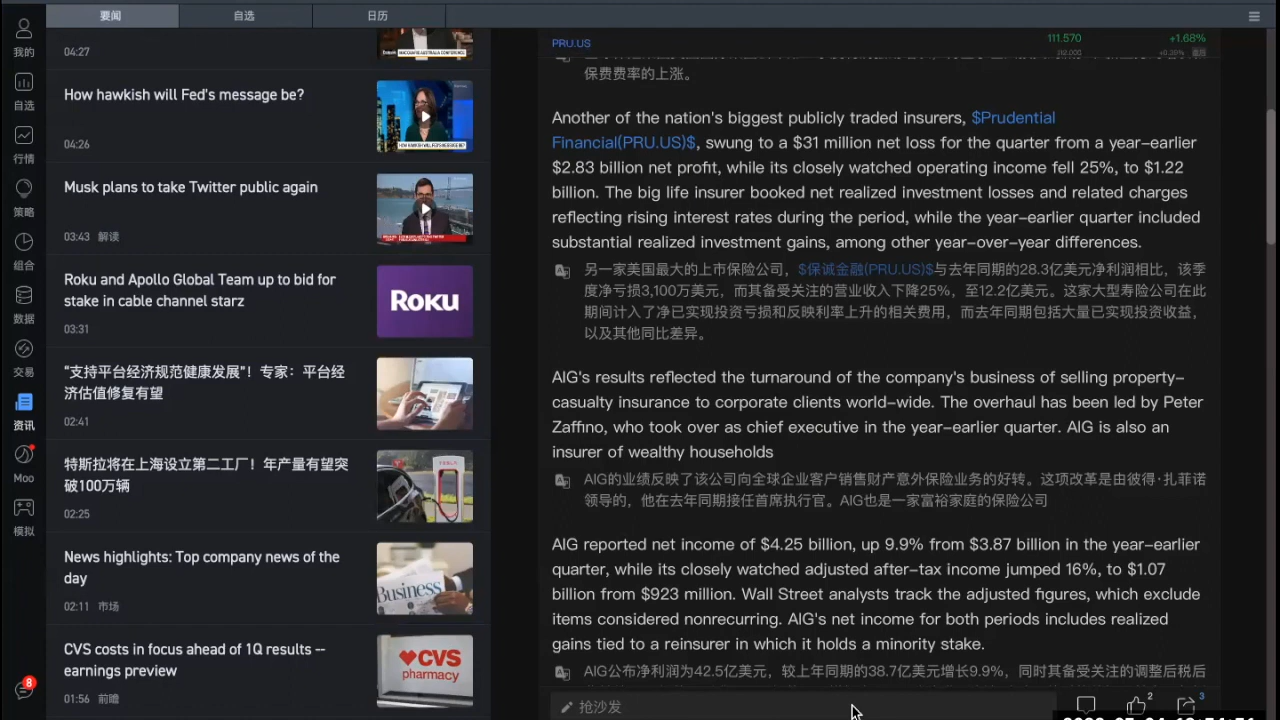 要闻
自选
日历
我的
自选
行情
策略
组合
数据
交易
资讯
Moo
模拟
8
04:27
How hawkish will Fed's message be?
04:26
HOW HAWKISH WILL FED'S MESSAGE BE?
Musk plans to take Twitter public again
03:43 解读
Roku and Apollo Global Team up to bid for
stake in cable channel starz
03:31
ROKU
“支持平台经济规范健康发展”！专家：平台经
济估值修复有望
02:41
特斯拉将在上海设立第二工厂！年产量有望突
破100万辆
02:25
TESLA
News highlights: Top company news of the
day
02:11 市场
Business
CVS costs in focus ahead of 1Q results --
earnings preview
01:56 前瞻
CVS
pharmacy
PRU.US
111.570
+1.68%
保费费率的上涨。
Another of the nation's biggest publicly traded insurers, $Prudential
Financial(PRU.US)$, swung to a $31 million net loss for the quarter from a year-earlier
$2.83 billion net profit, while its closely watched operating income fell 25%, to $1.22
billion. The big life insurer booked net realized investment losses and related charges
reflecting rising interest rates during the period, while the year-earlier quarter included
substantial realized investment gains, among other year-over-year differences.
另一家美国最大的上市保险公司，$保诚金融(PRU.US)$与去年同期的28.3亿美元净利润相比，该季
度净亏损3,100万美元，而其备受关注的营业收入下降25%，至12.2亿美元。这家大型寿险公司在此
期间计入了净已实现投资亏损和反映利率上升的相关费用，而去年同期包括大量已实现投资收益，
以及其他同比差异。
AIG's results reflected the turnaround of the company's business of selling property-
casualty insurance to corporate clients world-wide. The overhaul has been led by Peter
Zaffino, who took over as chief executive in the year-earlier quarter. AIG is also an
insurer of wealthy households
AIG的业绩反映了该公司向全球企业客户销售财产意外保险业务的好转。这项改革是由彼得·扎菲诺
领导的，他在去年同期接任首席执行官。AIG也是一家富裕家庭的保险公司
AIG reported net income of $4.25 billion, up 9.9% from $3.87 billion in the year-earlier
quarter, while its closely watched adjusted after-tax income jumped 16%, to $1.07
billion from $923 million. Wall Street analysts track the adjusted figures, which exclude
items considered nonrecurring. AIG's net income for both periods includes realized
gains tied to a reinsurer in which it holds a minority stake.
AIG公布净利润为42.5亿美元，较上年同期的38.7亿美元增长9.9%，同时其备受关注的调整后税后
抢沙发
2
3